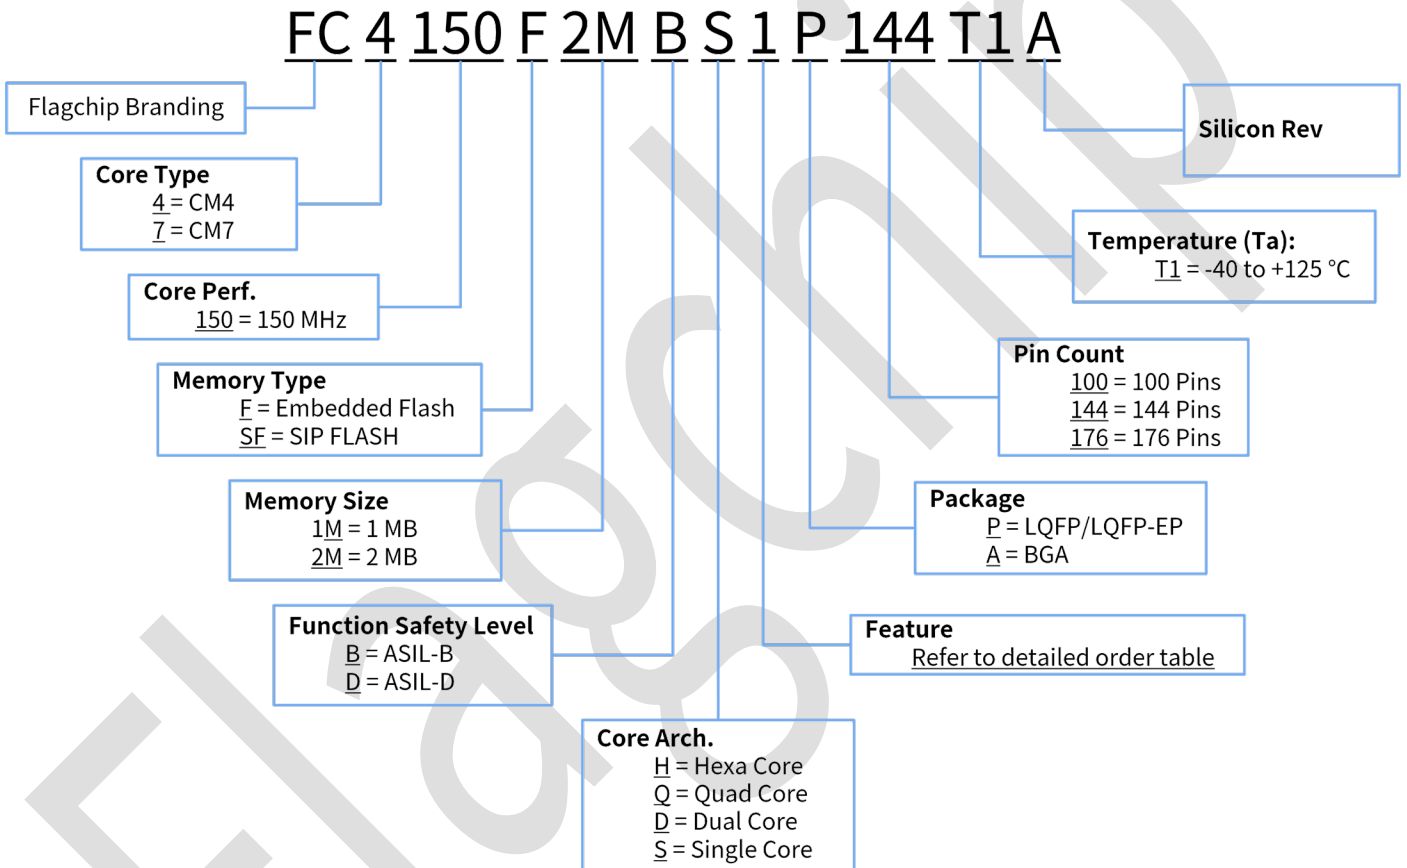 FC 4 150 F 2M B S 1 P 144 T1 A
Flagchip Branding
Silicon Rev
Core Type
4 = CM4
7 = CM7
Temperature (Ta):
T1 = -40 to +125 °C
Core Perf.
150 = 150 MHz
Pin Count
100 = 100 Pins
144 = 144 Pins
176 = 176 Pins
Memory Type
F = Embedded Flash
SF = SIP FLASH
Memory Size
1M = 1 MB
2M = 2 MB
Package
P = LQFP/LQFP-EP
A = BGA
Function Safety Level
B = ASIL-B
D = ASIL-D
Feature
Refer to detailed order table
Core Arch.
H = Hexa Core
Q = Quad Core
D = Dual Core
S = Single Core
Flagchip